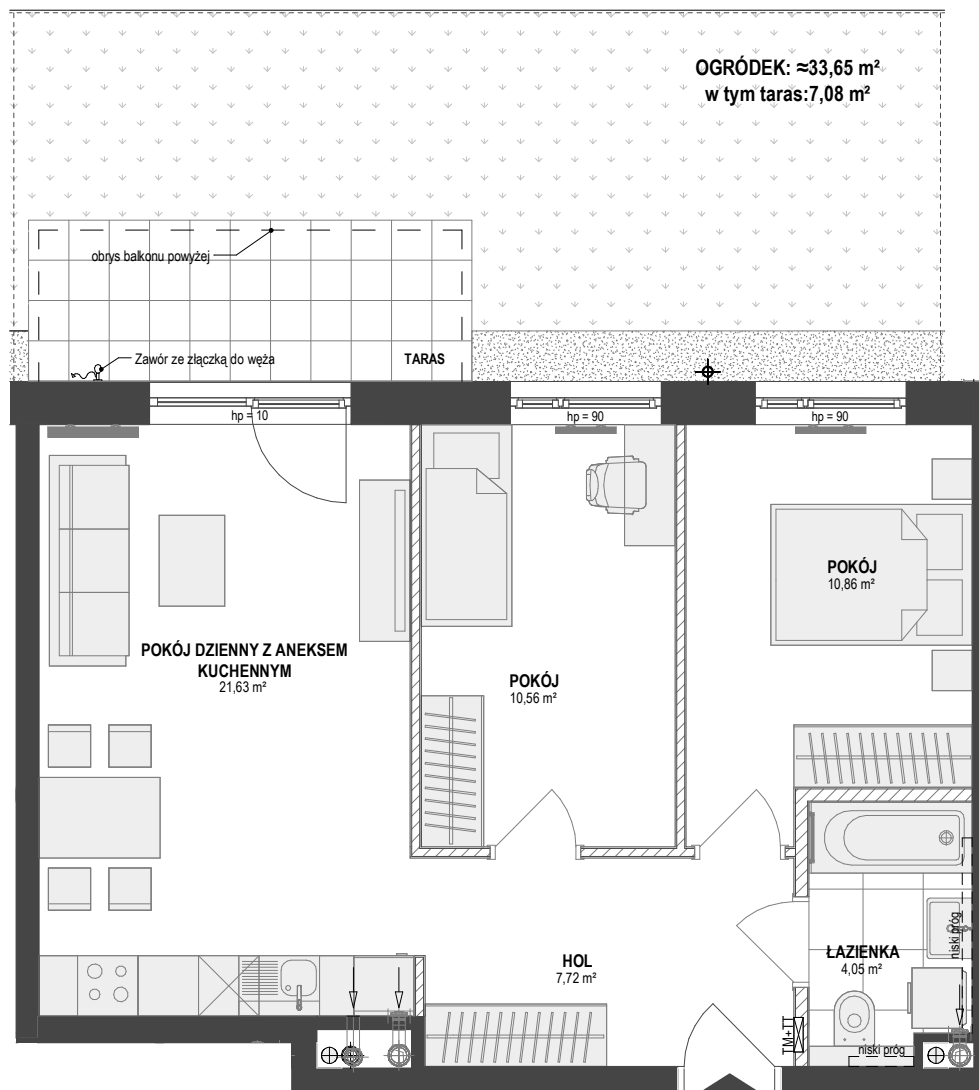 OGRÓDEK: ≈33,65 m²
w tym taras:7,08 m²
obrys balkonu powyżej
Zawór ze złączką do węża
TARAS
hp = 10
hp = 90
hp = 90
POKÓJ
10,86 m²
POKÓJ DZIENNY Z ANEKSEM
KUCHENNYM
21,63 m²
POKÓJ
10,56 m²
niski próg
ŁAZIENKA
4,05 m²
HOL
7,72 m²
TM+TT
niski próg